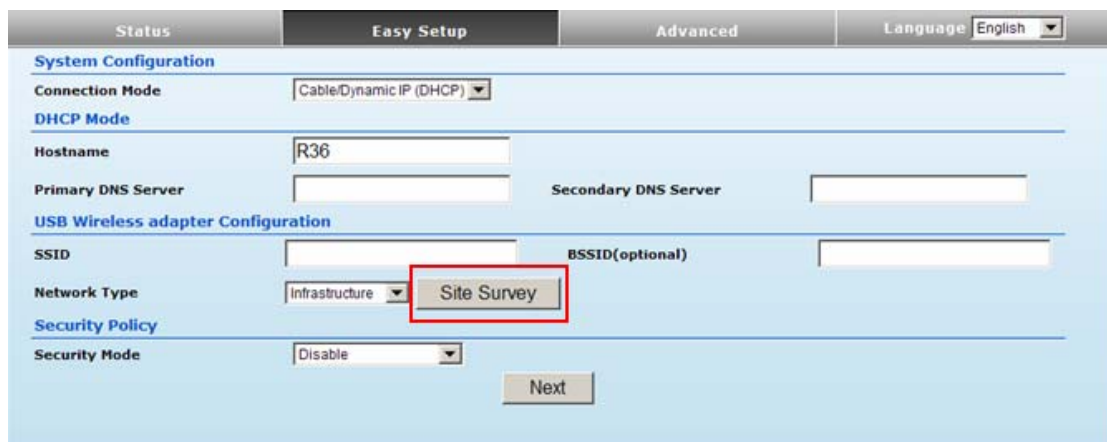 Status Easy Setup Advanced Language English
System Configuration
Connection Mode Cable/Dynamic IP (DHCP)
DHCP Mode
Hostname R36
Primary DNS Server Secondary DNS Server
USB Wireless adapter Configuration
SSID BSSID(optional)
Network Type Infrastructure Site Survey
Security Policy
Security Mode Disable
Next